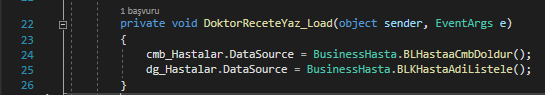 1 başvuru
22 private void DoktorReceteYaz_Load(object sender, EventArgs e)
23 {
24 cmb_Hastalar.DataSource = BusinessHasta.BLHastaaCmbDoldur();
25 dg_Hastalar.DataSource = BusinessHasta.BLKHastaAdiListele();
26 }